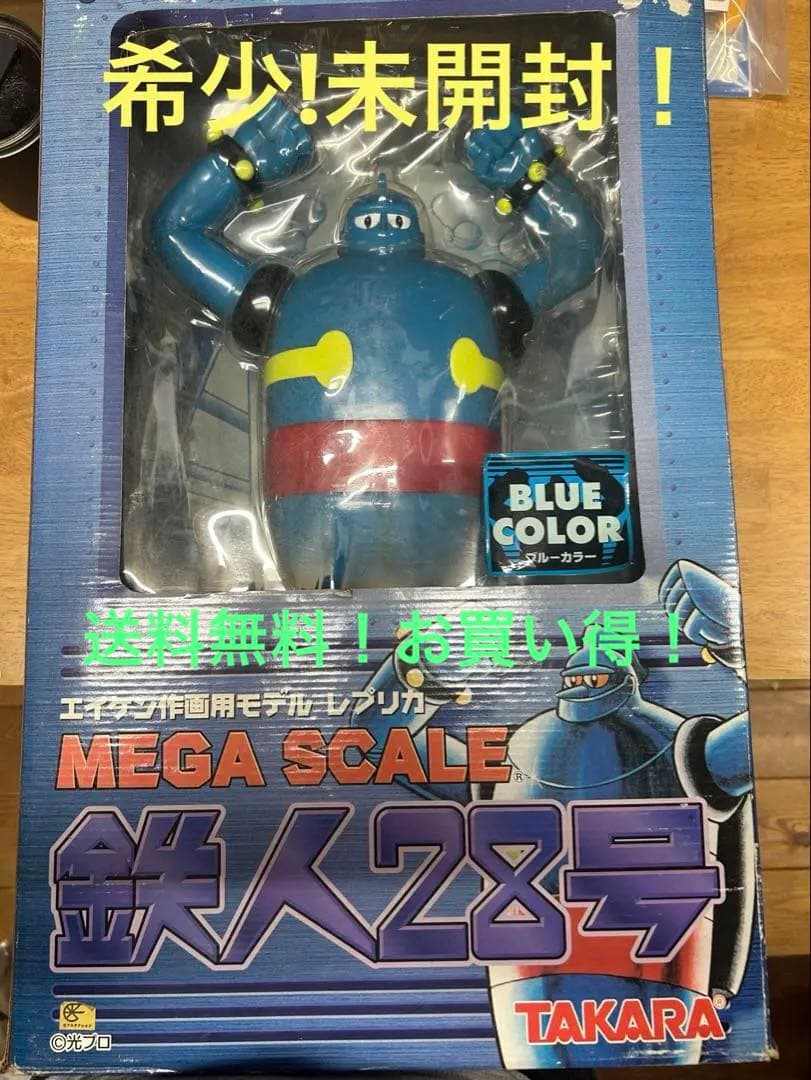 希少!未開封！
BLUE
COLOR
ブルーカラー
送料無料！お買い得！
エイケン作画用モデル レプリカ
MEGA SCALE®
鉄人28号
TAKARA®
©光プロ